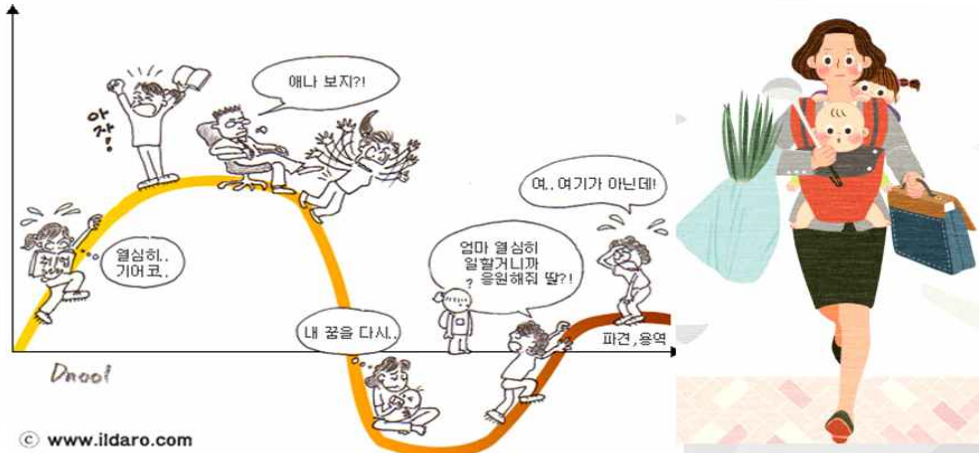 아자!
애나 보지?!
열심히..
기어코..
취/업
여..여기가 아닌데!
엄마 열심히
일할거니까
응원해줘 딸?!
?
내 꿈을 다시..
파견,용역
Dnool
ⓒ www.ildaro.com